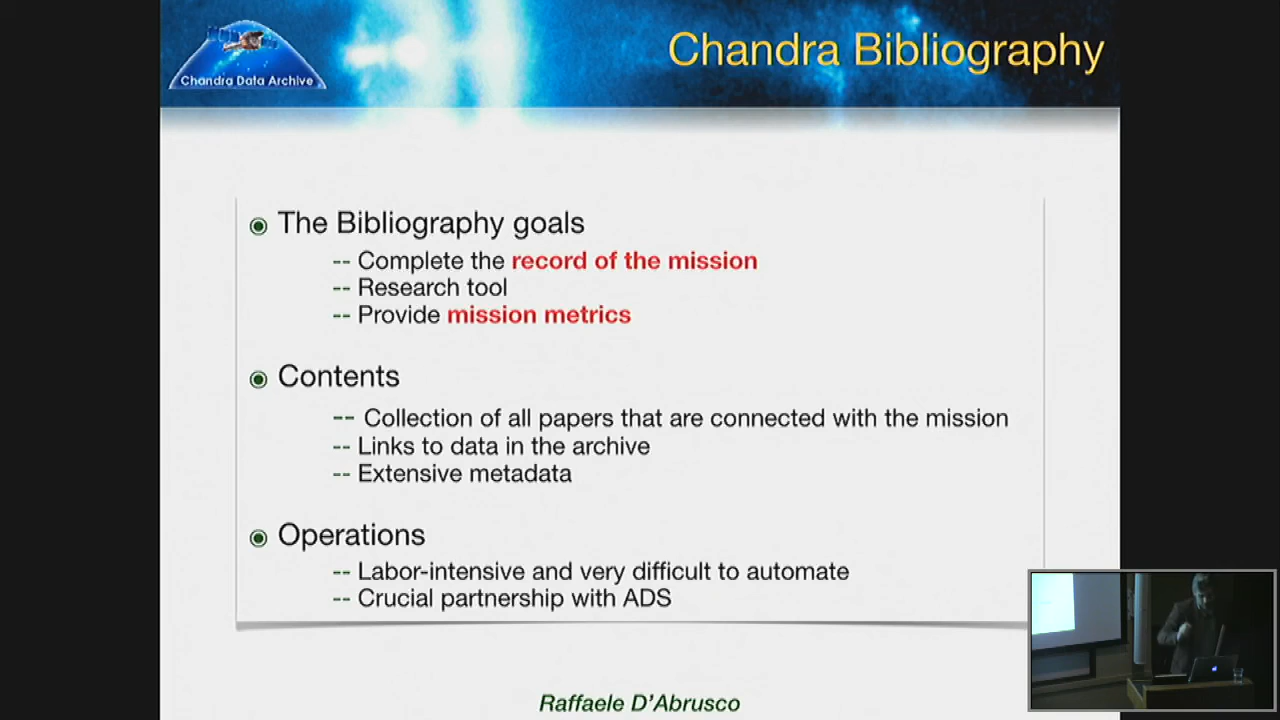 Chandra Data Archive
Chandra Bibliography
The Bibliography goals
-- Complete the record of the mission
-- Research tool
-- Provide mission metrics
Contents
-- Collection of all papers that are connected with the mission
-- Links to data in the archive
-- Extensive metadata
Operations
-- Labor-intensive and very difficult to automate
-- Crucial partnership with ADS
Raffaele D'Abrusco